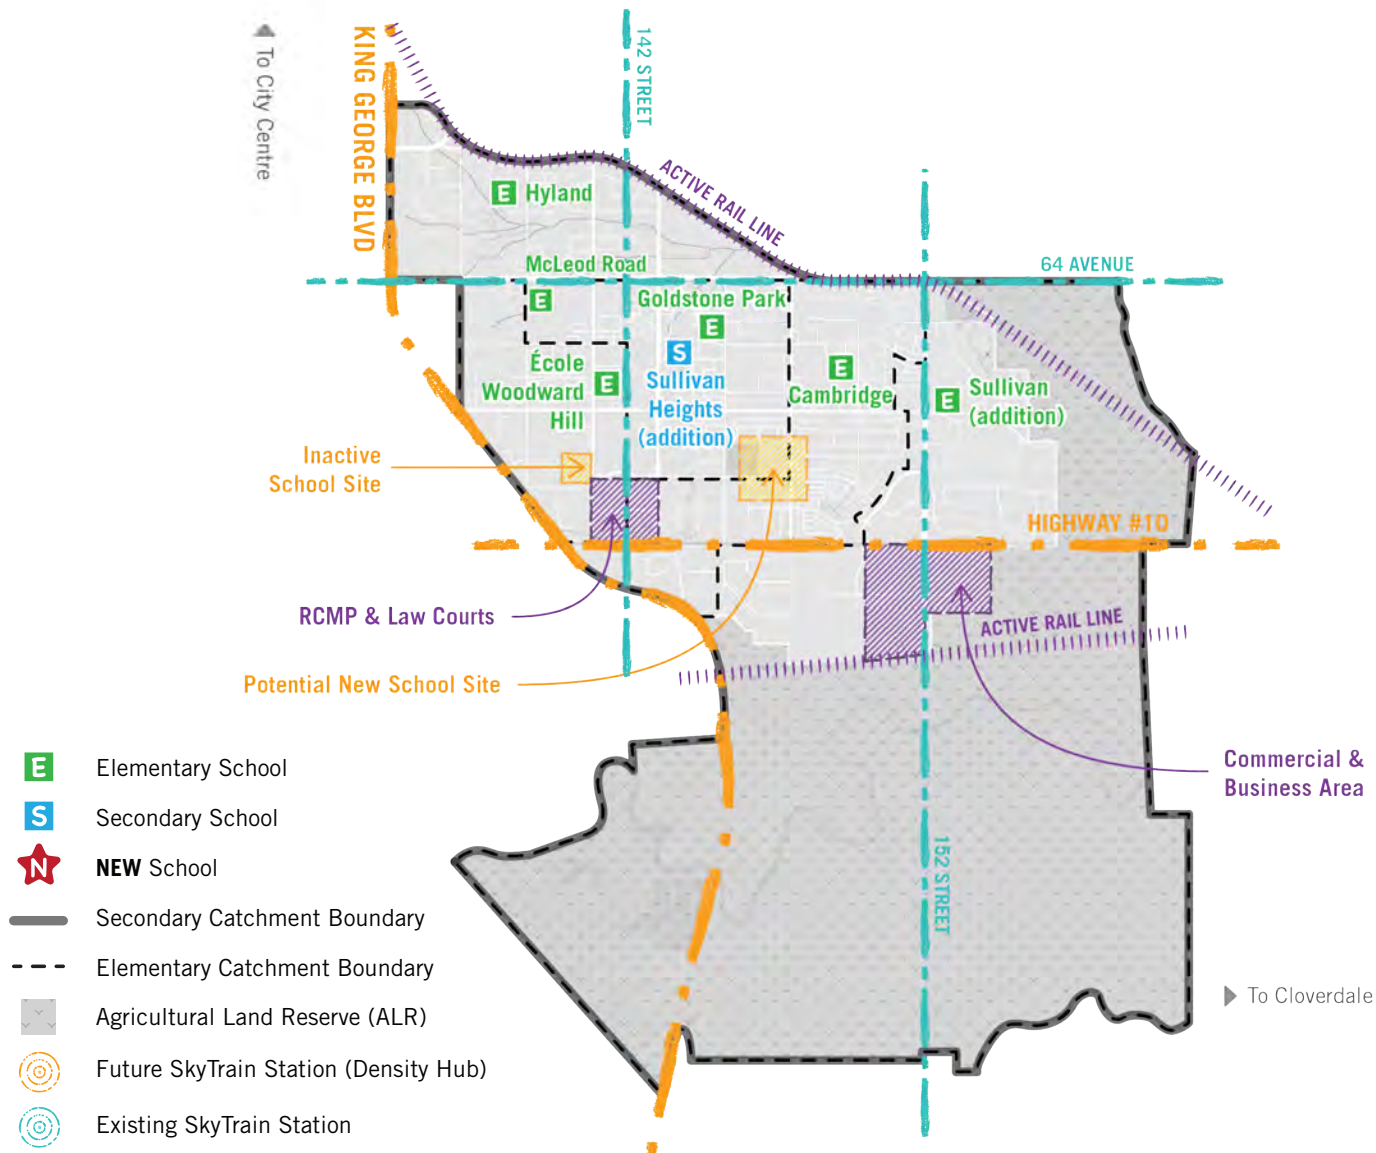 To City Centre
KING GEORGE BLVD
142 STREET
ACTIVE RAIL LINE
E Hyland
McLeod Road
E
64 AVENUE
Goldstone Park
E
S
Sullivan
Heights
(addition)
École
Woodward
Hill
E
E
Cambridge
E
Sullivan
(addition)
Inactive
School Site
HIGHWAY #10
RCMP & Law Courts
ACTIVE RAIL LINE
Potential New School Site
Commercial &
Business Area
152 STREET
To Cloverdale
E Elementary School
S Secondary School
N NEW School
Secondary Catchment Boundary
Elementary Catchment Boundary
Agricultural Land Reserve (ALR)
Future SkyTrain Station (Density Hub)
Existing SkyTrain Station